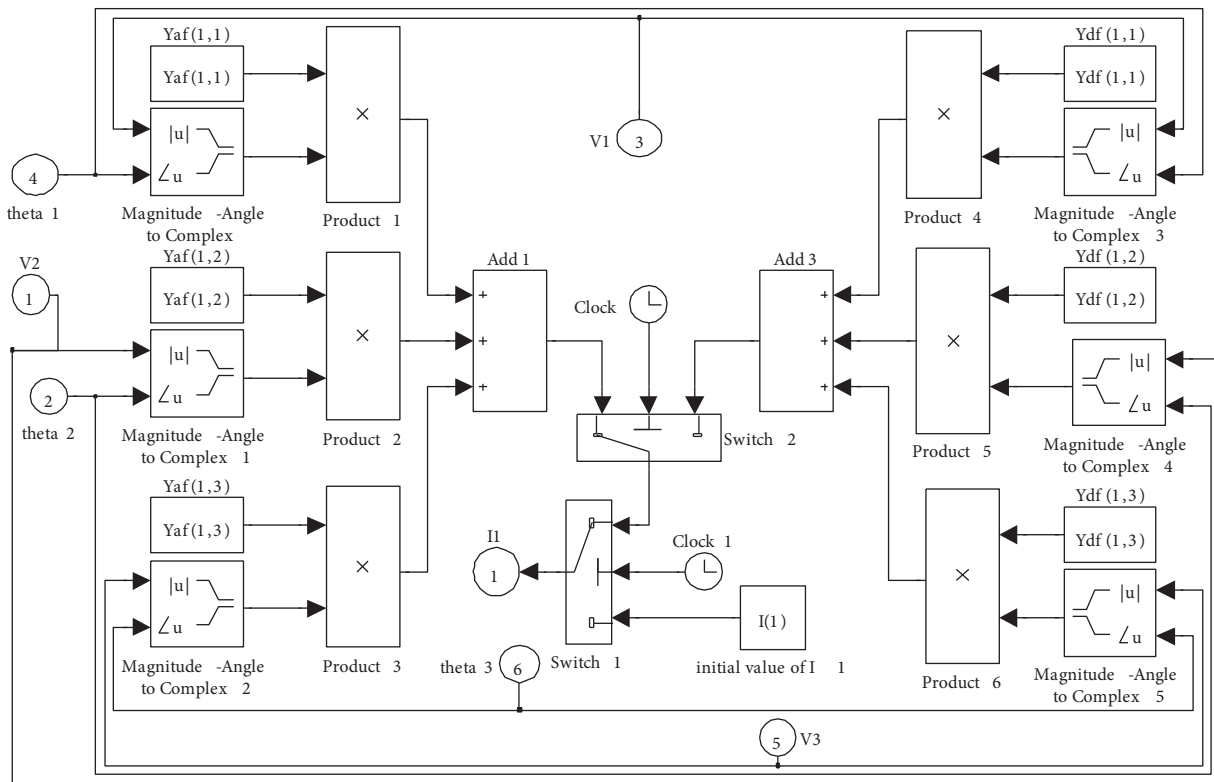 Yaf (1,1)
Yaf (1,1)
|u|
∠u
Magnitude -Angle
to Complex
4
theta 1
×
Product 1
V1
3
×
Product 4
Ydf (1,1)
Ydf (1,1)
|u|
∠u
Magnitude -Angle
to Complex 3
V2
1
2
theta 2
Yaf (1,2)
Yaf (1,2)
|u|
∠u
Magnitude -Angle
to Complex 1
×
Product 2
Add 1
+
+
+
Clock
Switch 2
Add 3
+
+
+
×
Product 5
Ydf (1,2)
Ydf (1,2)
|u|
∠u
Magnitude -Angle
to Complex 4
Yaf (1,3)
Yaf (1,3)
|u|
∠u
Magnitude -Angle
to Complex 2
×
Product 3
I1
1
Switch 1
Clock 1
I(1)
initial value of I 1
theta 3
6
×
Product 6
Ydf (1,3)
Ydf (1,3)
|u|
∠u
Magnitude -Angle
to Complex 5
5
V3